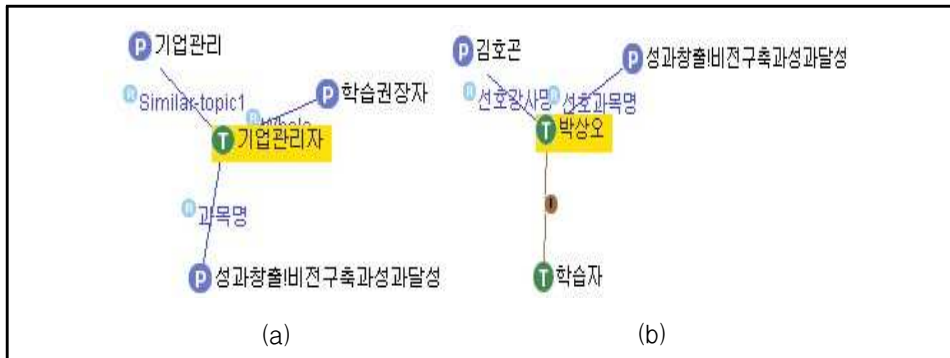 P 기업관리
R Similar-topic1
P 학습권장자
R Whole
T 기업관리자
R 과목명
P 성과창출!비전구축과성과달성
(a)
P 김호곤
P 성과창출!비전구축과성과달성
R 선호강사명
R 선호과목명
T 박상오
I
T 학습자
(b)